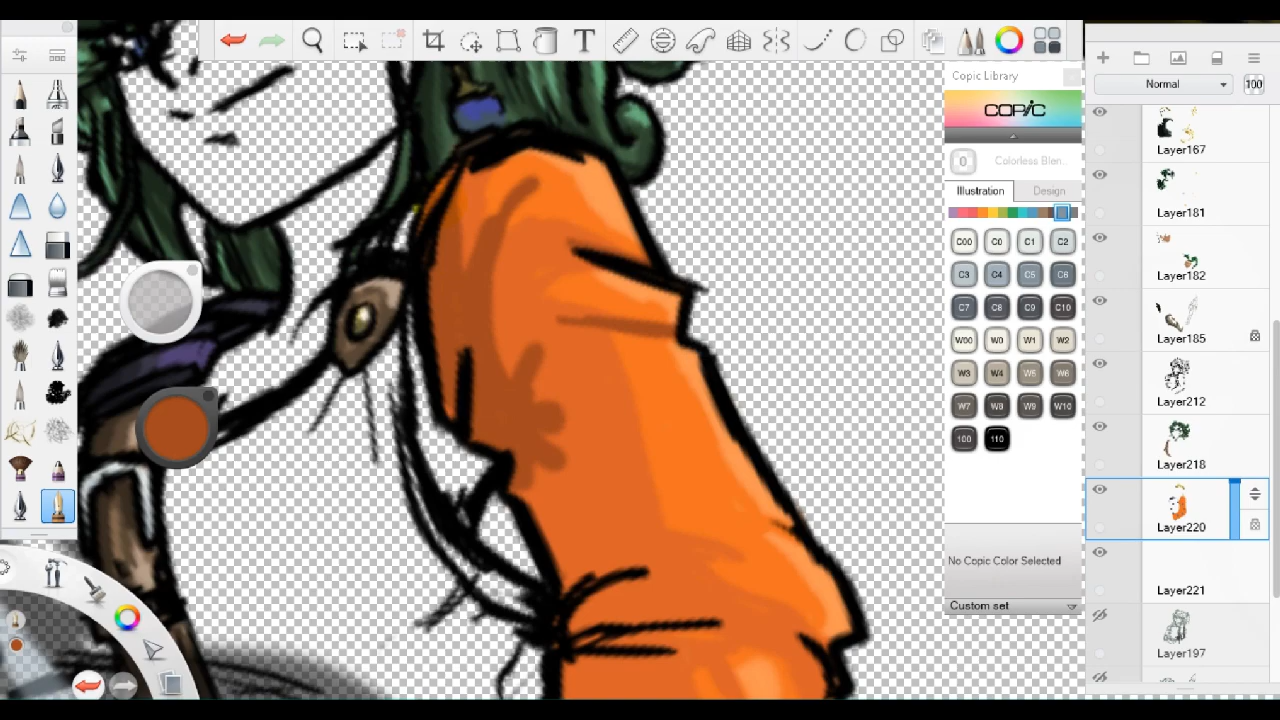 T
Copic Library
COPIC
0 Colorless Blen...
Illustration Design
C00 C0 C1 C2
C3 C4 C5 C6
C7 C8 C9 C10
W00 W0 W1 W2
W3 W4 W5 W6
W7 W8 W9 W10
100 110
No Copic Color Selected
Custom set
Normal 100
Layer167
Layer181
Layer182
Layer185
Layer212
Layer218
Layer220
Layer221
Layer197